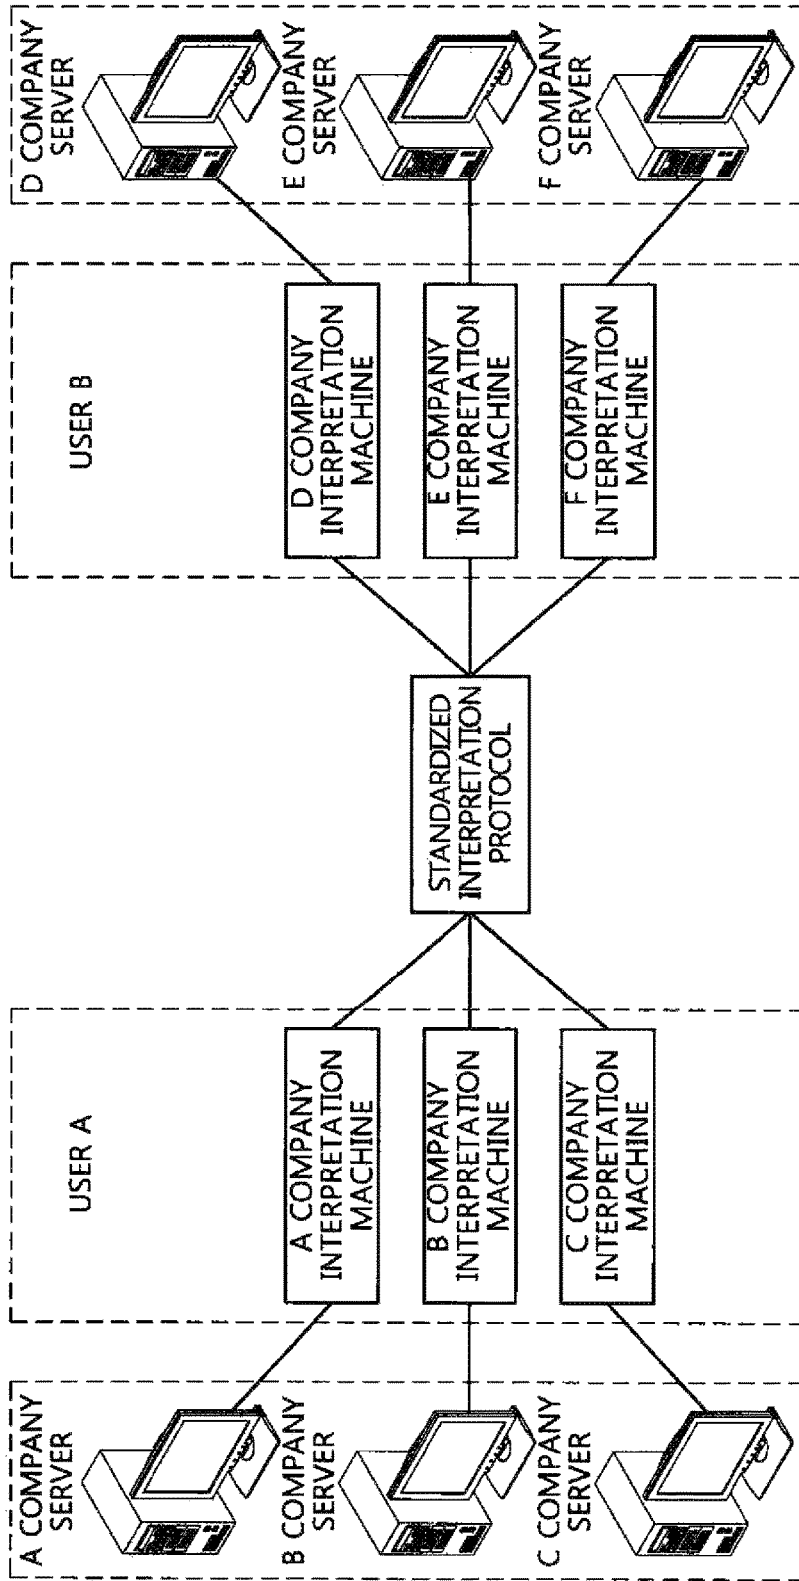 A COMPANY
SERVER
B COMPANY
SERVER
C COMPANY
SERVER
USER A
A COMPANY
INTERPRETATION
MACHINE
B COMPANY
INTERPRETATION
MACHINE
C COMPANY
INTERPRETATION
MACHINE
STANDARDIZED
INTERPRETATION
PROTOCOL
USER B
D COMPANY
INTERPRETATION
MACHINE
E COMPANY
INTERPRETATION
MACHINE
F COMPANY
INTERPRETATION
MACHINE
D COMPANY
SERVER
E COMPANY
SERVER
F COMPANY
SERVER